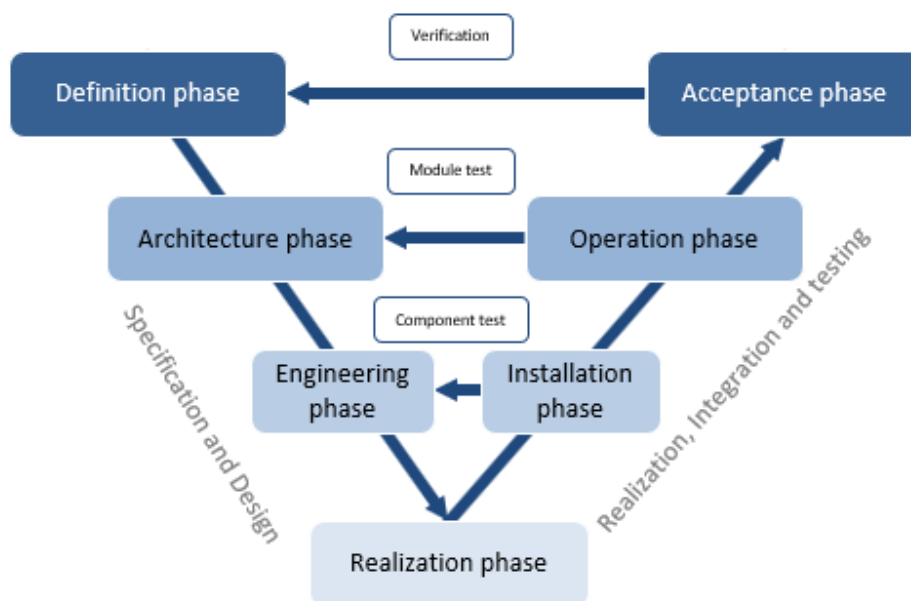 Verification
Definition phase
Acceptance phase
Module test
Architecture phase
Operation phase
Component test
Engineering
phase
Installation
phase
Specification and Design
Realization, Integration and testing
Realization phase